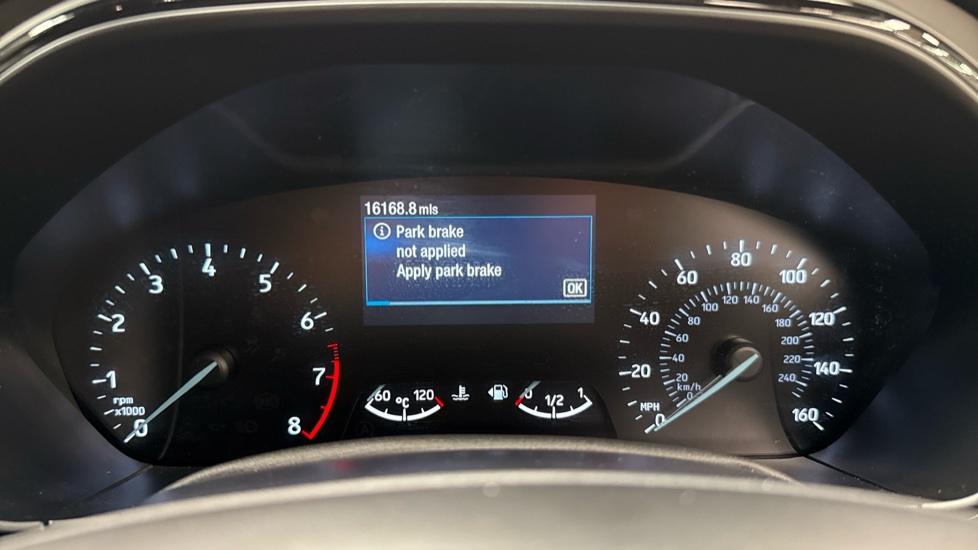 16168.8 mls
Park brake
not applied
Apply park brake
OK
0 1 2 3 4 5 6 7 8
rpm
x1000
60 °C 120
0 1/2 1
0 20 40 60 80 100 120 140 160
MPH
0 20 40 60 80 100 120 140 160 180 200 220 240
km/h